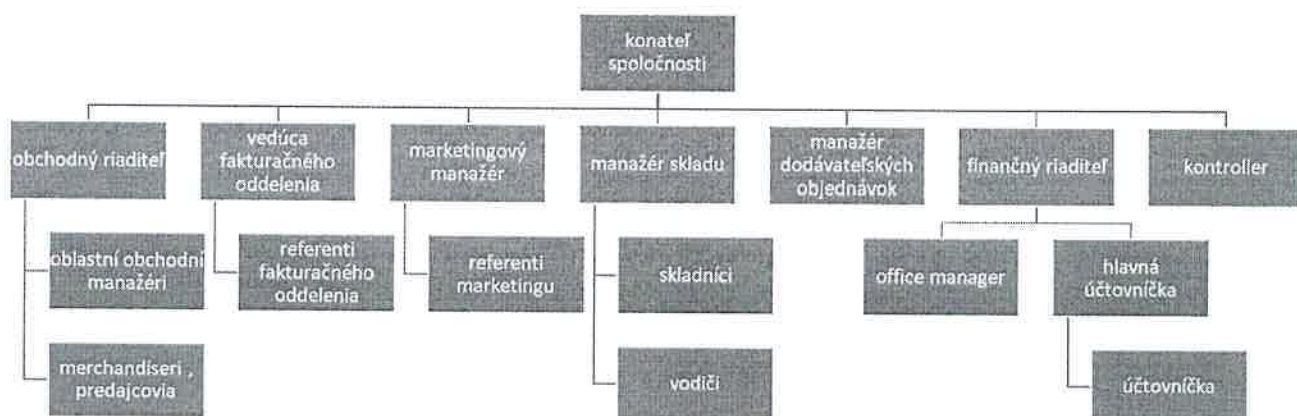 konateľ
spoločnosti
obchodný riaditeľ
vedúca
fakturačného
oddelenia
marketingový
manažér
manažér skladu
manažér
dodávateľských
objednávok
finančný riaditeľ
kontroller
oblastní obchodní
manažéri
referenti
fakturačného
oddelenia
referenti
marketingu
skladníci
office manager
hlavná
účtovníčka
merchandiseri ,
predajcovia
vodiči
účtovníčka